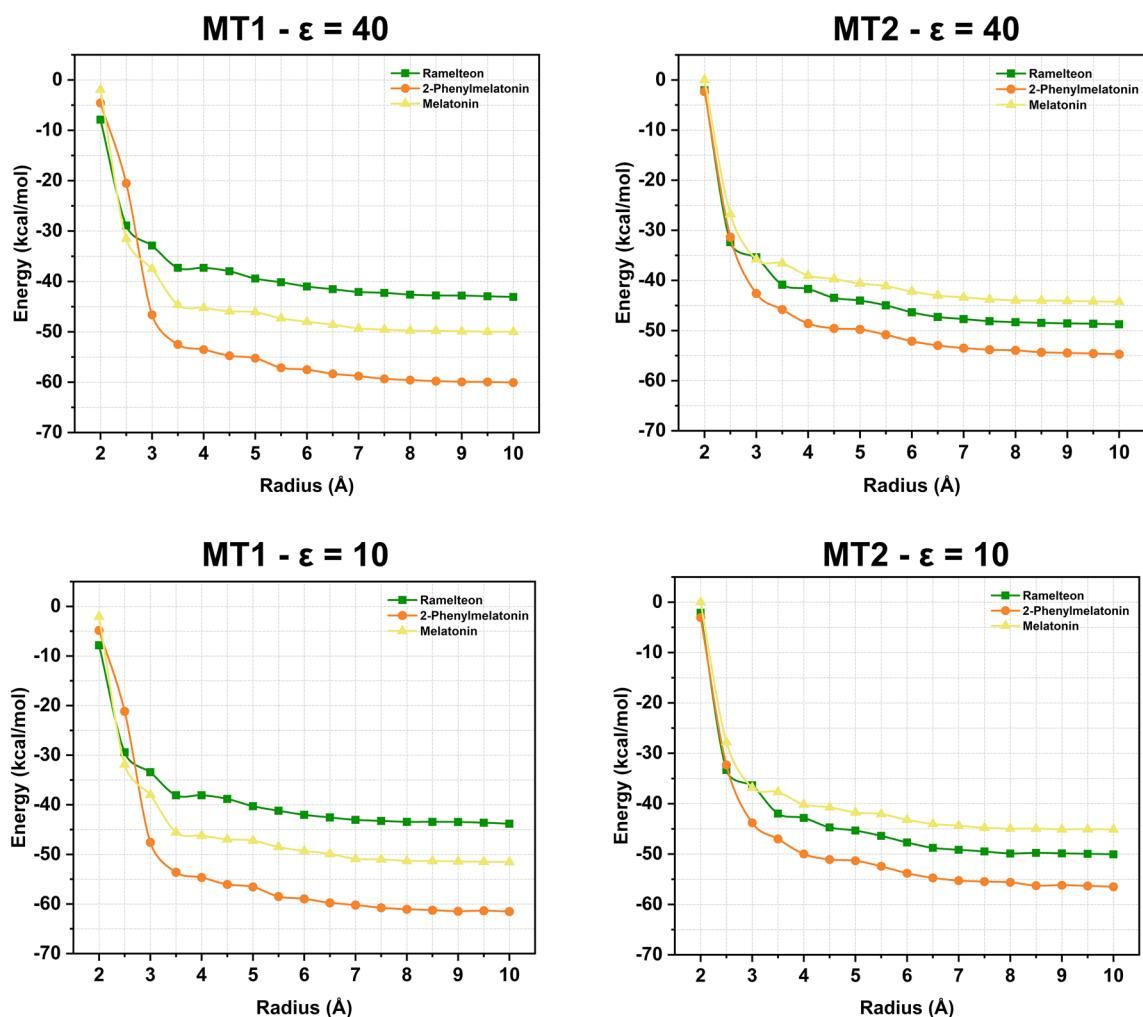 MT1 - ε = 40
Ramelteon
2-Phenylmelatonin
Melatonin
0
-10
-20
-30
-40
-50
-60
-70
Energy (kcal/mol)
2 3 4 5 6 7 8 9 10
Radius (Å)
MT2 - ε = 40
Ramelteon
2-Phenylmelatonin
Melatonin
0
-10
-20
-30
-40
-50
-60
-70
Energy (kcal/mol)
2 3 4 5 6 7 8 9 10
Radius (Å)
MT1 - ε = 10
Ramelteon
2-Phenylmelatonin
Melatonin
0
-10
-20
-30
-40
-50
-60
-70
Energy (kcal/mol)
2 3 4 5 6 7 8 9 10
Radius (Å)
MT2 - ε = 10
Ramelteon
2-Phenylmelatonin
Melatonin
0
-10
-20
-30
-40
-50
-60
-70
Energy (kcal/mol)
2 3 4 5 6 7 8 9 10
Radius (Å)